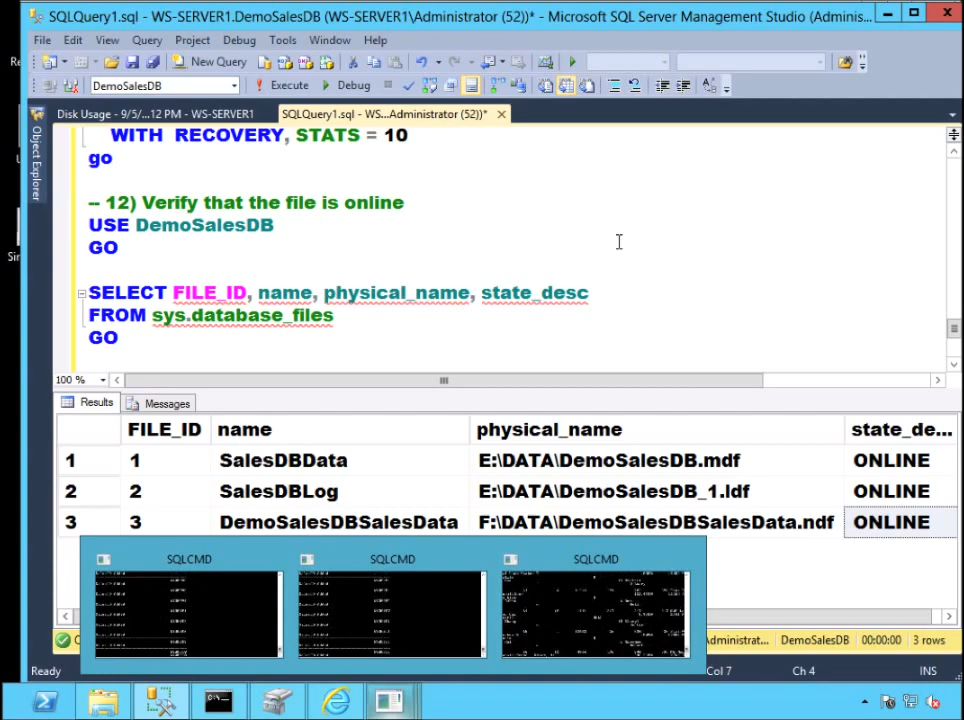 SQLQuery1.sql - WS-SERVER1.DemoSalesDB (WS-SERVER1\Administrator (52))* - Microsoft SQL Server Management Studio (Adminis...
File Edit View Query Project Debug Tools Window Help
New Query
DemoSalesDB Execute Debug
Disk Usage - 9/5/...12 PM - WS-SERVER1 SQLQuery1.sql - WS...Administrator (52))*
Object Explorer
WITH RECOVERY, STATS = 10
go
-- 12) Verify that the file is online
USE DemoSalesDB
GO
SELECT FILE_ID, name, physical_name, state_desc
FROM sys.database_files
GO
100 %
Results Messages
FILE_ID name physical_name state_de...
1 1 SalesDBData E:\DATA\DemoSalesDB.mdf ONLINE
2 2 SalesDBLog E:\DATA\DemoSalesDB_1.ldf ONLINE
3 3 DemoSalesDBSalesData F:\DATA\DemoSalesDBSalesData.ndf ONLINE
SQLCMD SQLCMD SQLCMD
Administrat... DemoSalesDB 00:00:00 3 rows
Ready Col 7 Ch 4 INS